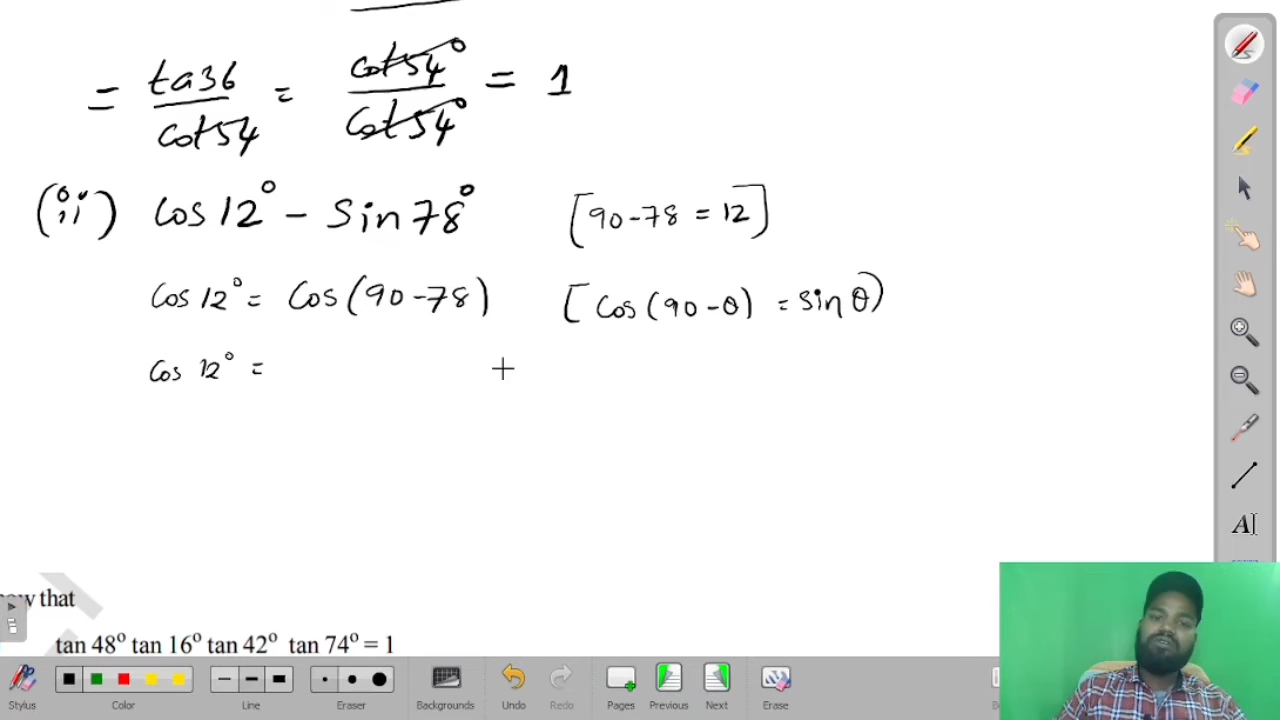 = ta36 / cot54 = cot54° / cot54° = 1
(ii) cos 12° - sin 78° [90-78 = 12]
cos 12° = cos(90-78) [cos(90-θ) = sin θ)
cos 12° =
ow that
tan 48° tan 16° tan 42° tan 74° = 1
A
Stylus Color Line Eraser Backgrounds Undo Redo Pages Previous Next Erase